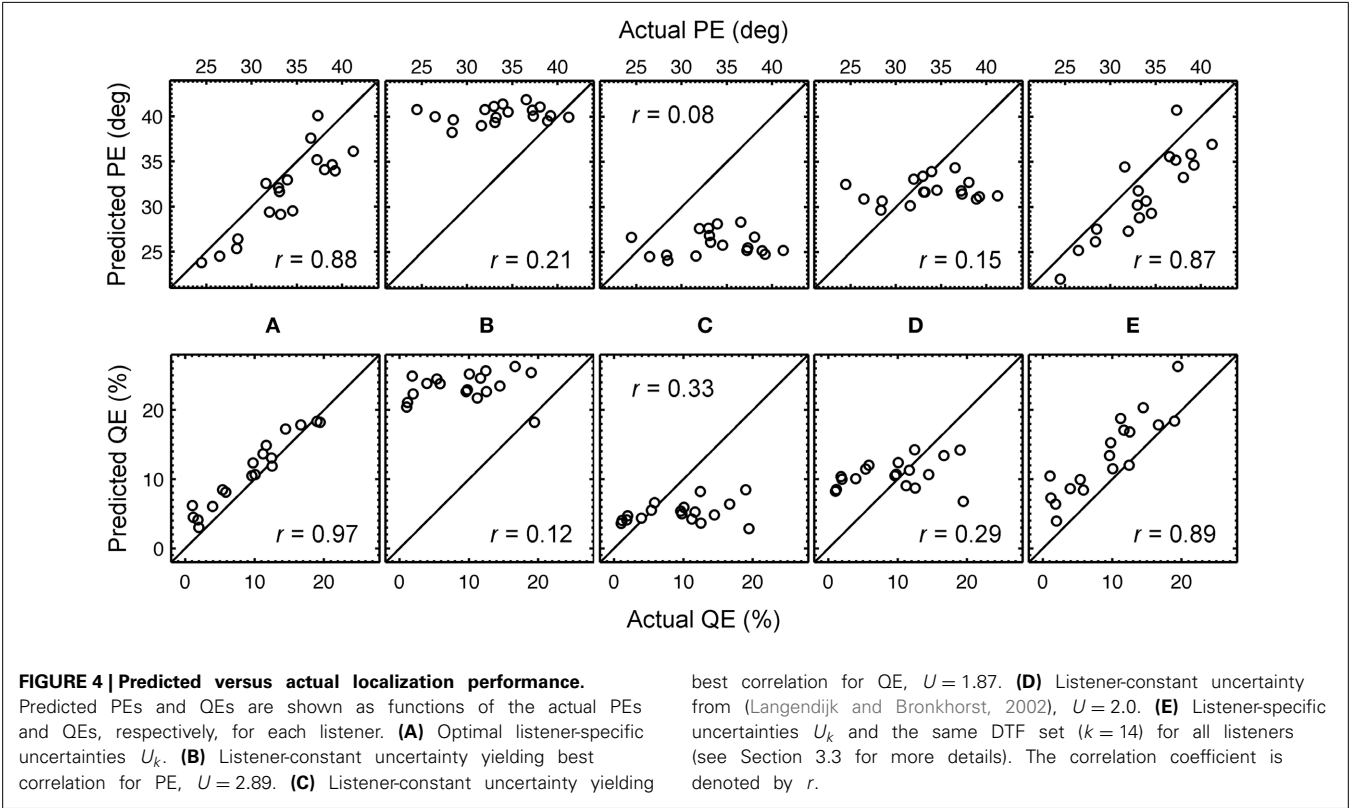 Actual PE (deg)
25 30 35 40 25 30 35 40 25 30 35 40 25 30 35 40 25 30 35 40
Predicted PE (deg)
40
35
30
25
r = 0.88
r = 0.21
r = 0.08
r = 0.15
r = 0.87
A B C D E
Predicted QE (%)
20
10
0
r = 0.97
r = 0.12
r = 0.33
r = 0.29
r = 0.89
0 10 20 0 10 20 0 10 20 0 10 20 0 10 20
Actual QE (%)
FIGURE 4 | Predicted versus actual localization performance.
Predicted PEs and QEs are shown as functions of the actual PEs
and QEs, respectively, for each listener. (A) Optimal listener-specific
uncertainties Uk. (B) Listener-constant uncertainty yielding best
correlation for PE, U = 2.89. (C) Listener-constant uncertainty yielding
best correlation for QE, U = 1.87. (D) Listener-constant uncertainty
from (Langendijk and Bronkhorst, 2002), U = 2.0. (E) Listener-specific
uncertainties Uk and the same DTF set (k = 14) for all listeners
(see Section 3.3 for more details). The correlation coefficient is
denoted by r.